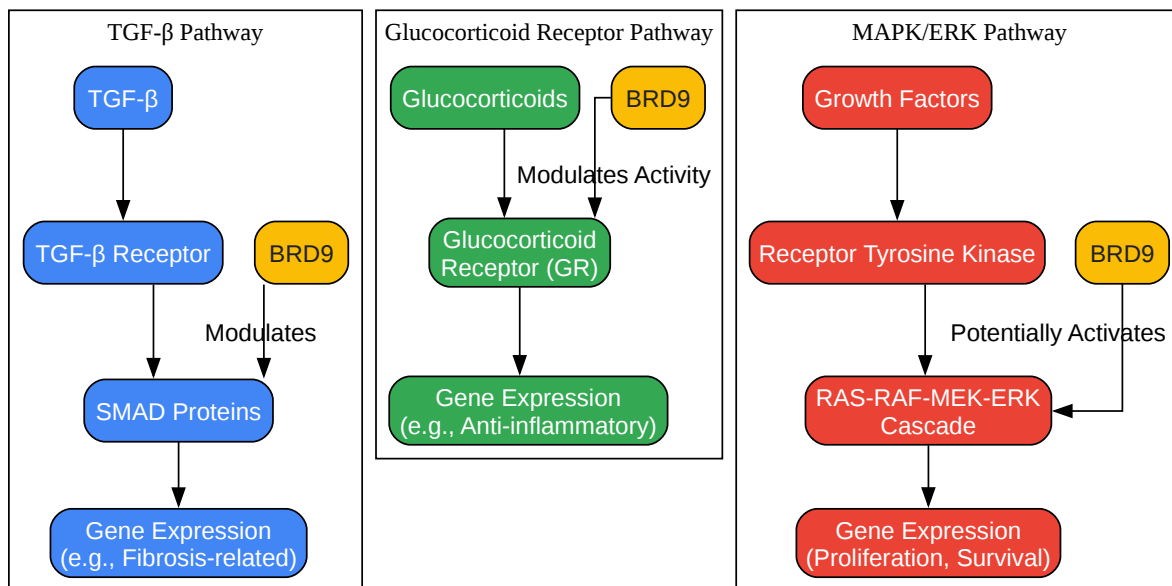 TGF-β Pathway
TGF-β
TGF-β Receptor
BRD9
Modulates
SMAD Proteins
Gene Expression
(e.g., Fibrosis-related)
Glucocorticoid Receptor Pathway
Glucocorticoids
BRD9
Modulates Activity
Glucocorticoid
Receptor (GR)
Gene Expression
(e.g., Anti-inflammatory)
MAPK/ERK Pathway
Growth Factors
Receptor Tyrosine Kinase
BRD9
Potentially Activates
RAS-RAF-MEK-ERK
Cascade
Gene Expression
(Proliferation, Survival)